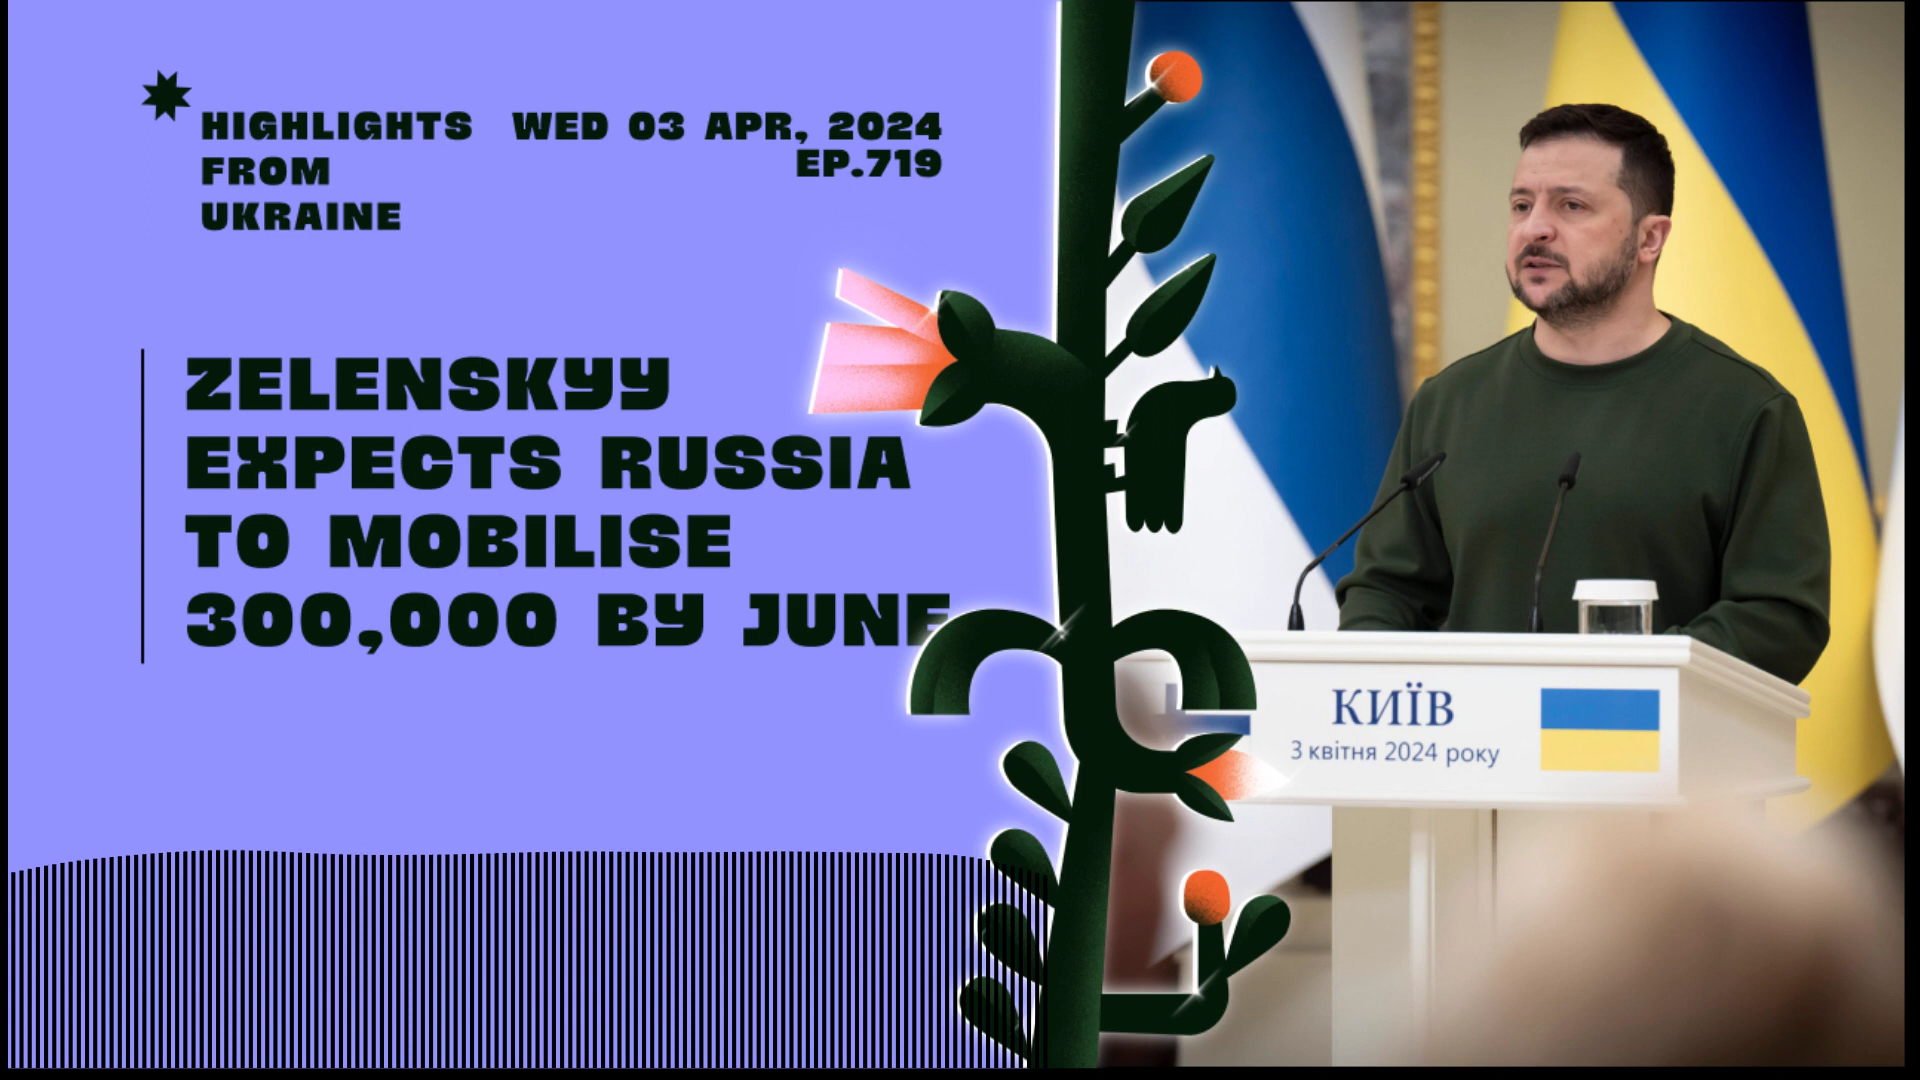 HIGHLIGHTS
FROM
UKRAINE
WED 03 APR, 2024
EP.719
ZELENSKYY
EXPECTS RUSSIA
TO MOBILISE
300,000 BY JUNE
КИЇВ
3 квітня 2024 року